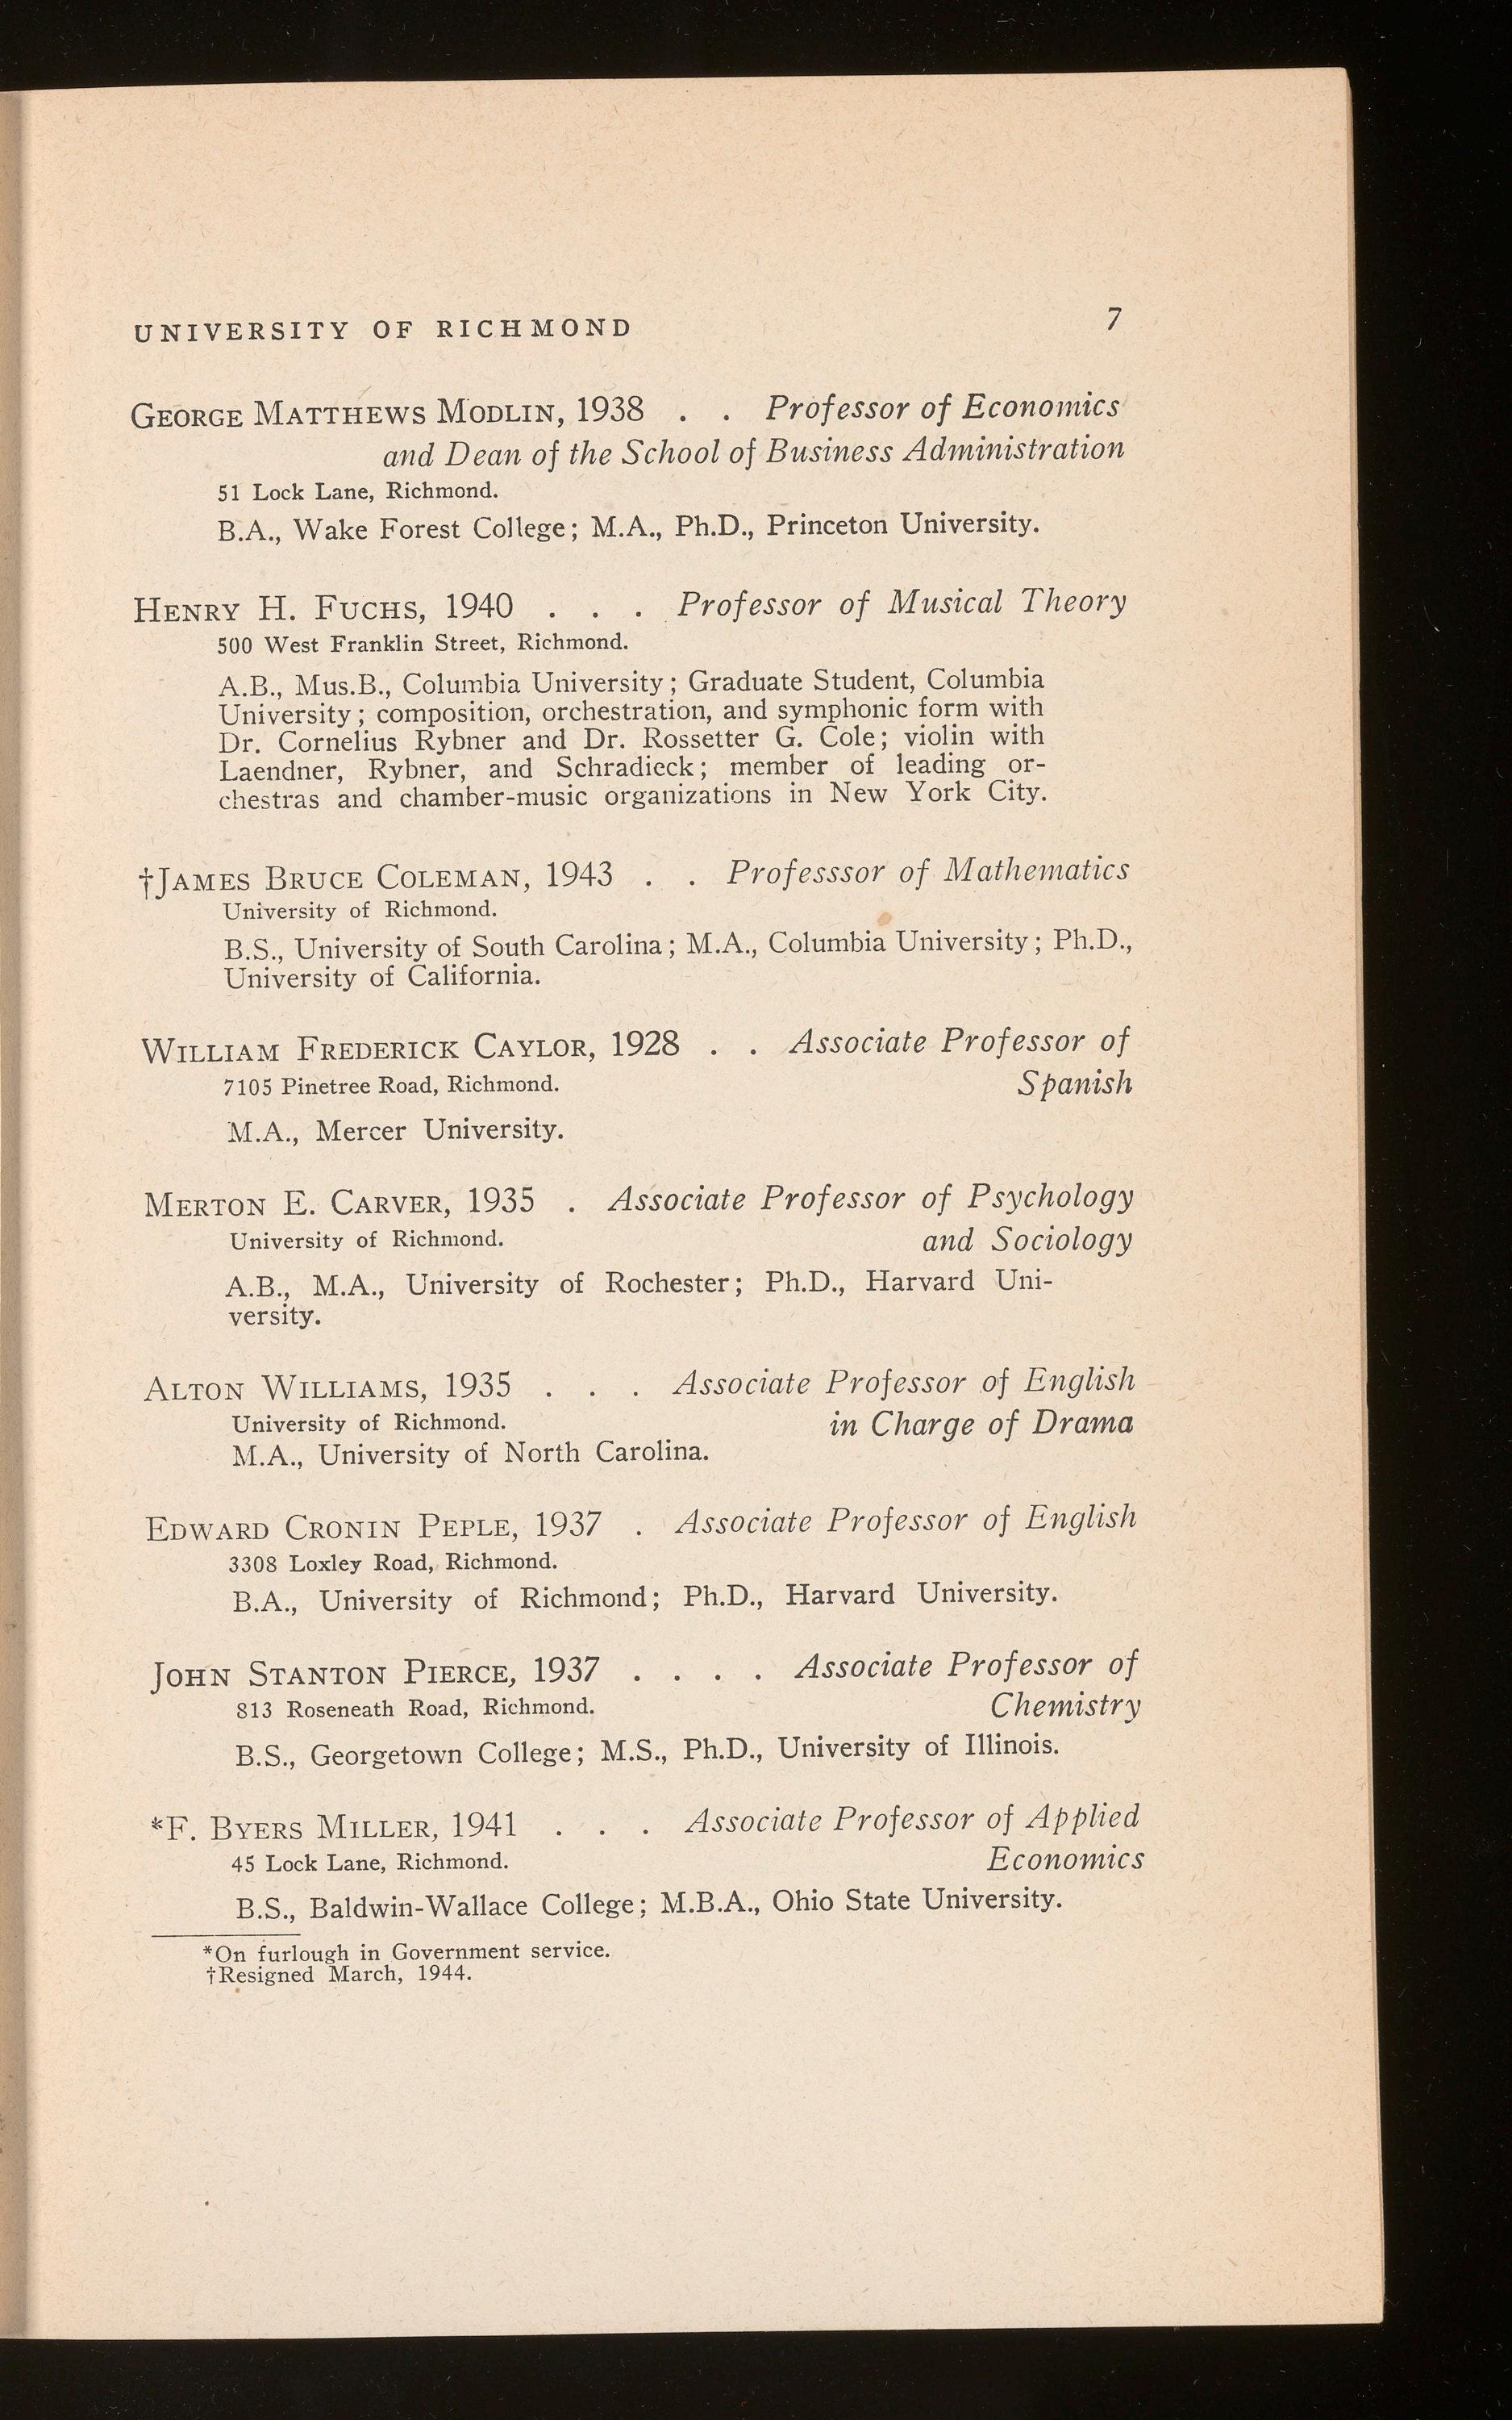 UNIVERSITY OF RICHMOND 7
GEORGE MATTHEWS MODLIN, 1938 . . Professor of Economics
and Dean of the School of Business Administration
51 Lock Lane, Richmond.
B.A., Wake Forest College; M.A., Ph.D., Princeton University.
HENRY H. FUCHS, 1940 . . . Professor of Musical Theory
500 West Franklin Street, Richmond.
A.B., Mus.B., Columbia University; Graduate Student, Columbia
University; composition, orchestration, and symphonic form with
Dr. Cornelius Rybner and Dr. Rossetter G. Cole; violin with
Laendner, Rybner, and Schradieck; member of leading or-
chestras and chamber-music organizations in New York City.
†JAMES BRUCE COLEMAN, 1943 . . Professsor of Mathematics
University of Richmond.
B.S., University of South Carolina; M.A., Columbia University; Ph.D.,
University of California.
WILLIAM FREDERICK CAYLOR, 1928 . . Associate Professor of
7105 Pinetree Road, Richmond. Spanish
M.A., Mercer University.
MERTON E. CARVER, 1935 . Associate Professor of Psychology
University of Richmond. and Sociology
A.B., M.A., University of Rochester; Ph.D., Harvard Uni-
versity.
ALTON WILLIAMS, 1935 . . . Associate Professor of English
University of Richmond. in Charge of Drama
M.A., University of North Carolina.
EDWARD CRONIN PEPLE, 1937 . Associate Professor of English
3308 Loxley Road, Richmond.
B.A., University of Richmond; Ph.D., Harvard University.
JOHN STANTON PIERCE, 1937 . . . . Associate Professor of
813 Roseneath Road, Richmond. Chemistry
B.S., Georgetown College; M.S., Ph.D., University of Illinois.
*F. BYERS MILLER, 1941 . . . Associate Professor of Applied
45 Lock Lane, Richmond. Economics
B.S., Baldwin-Wallace College; M.B.A., Ohio State University.
*On furlough in Government service.
†Resigned March, 1944.